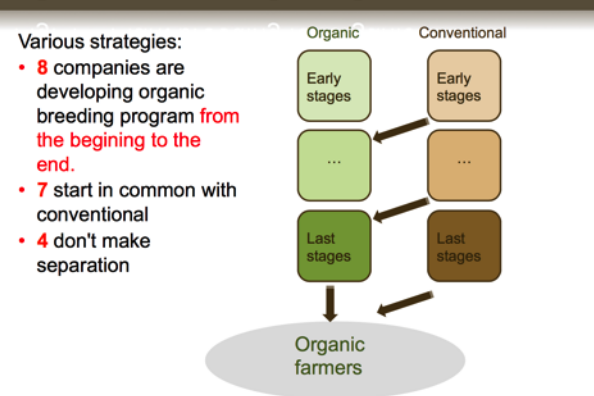 Various strategies:
• 8 companies are
developing organic
breeding program from
the begining to the
end.
• 7 start in common with
conventional
• 4 don't make
separation
Organic
Conventional
Early
stages
Early
stages
...
...
Last
stages
Last
stages
Organic
farmers